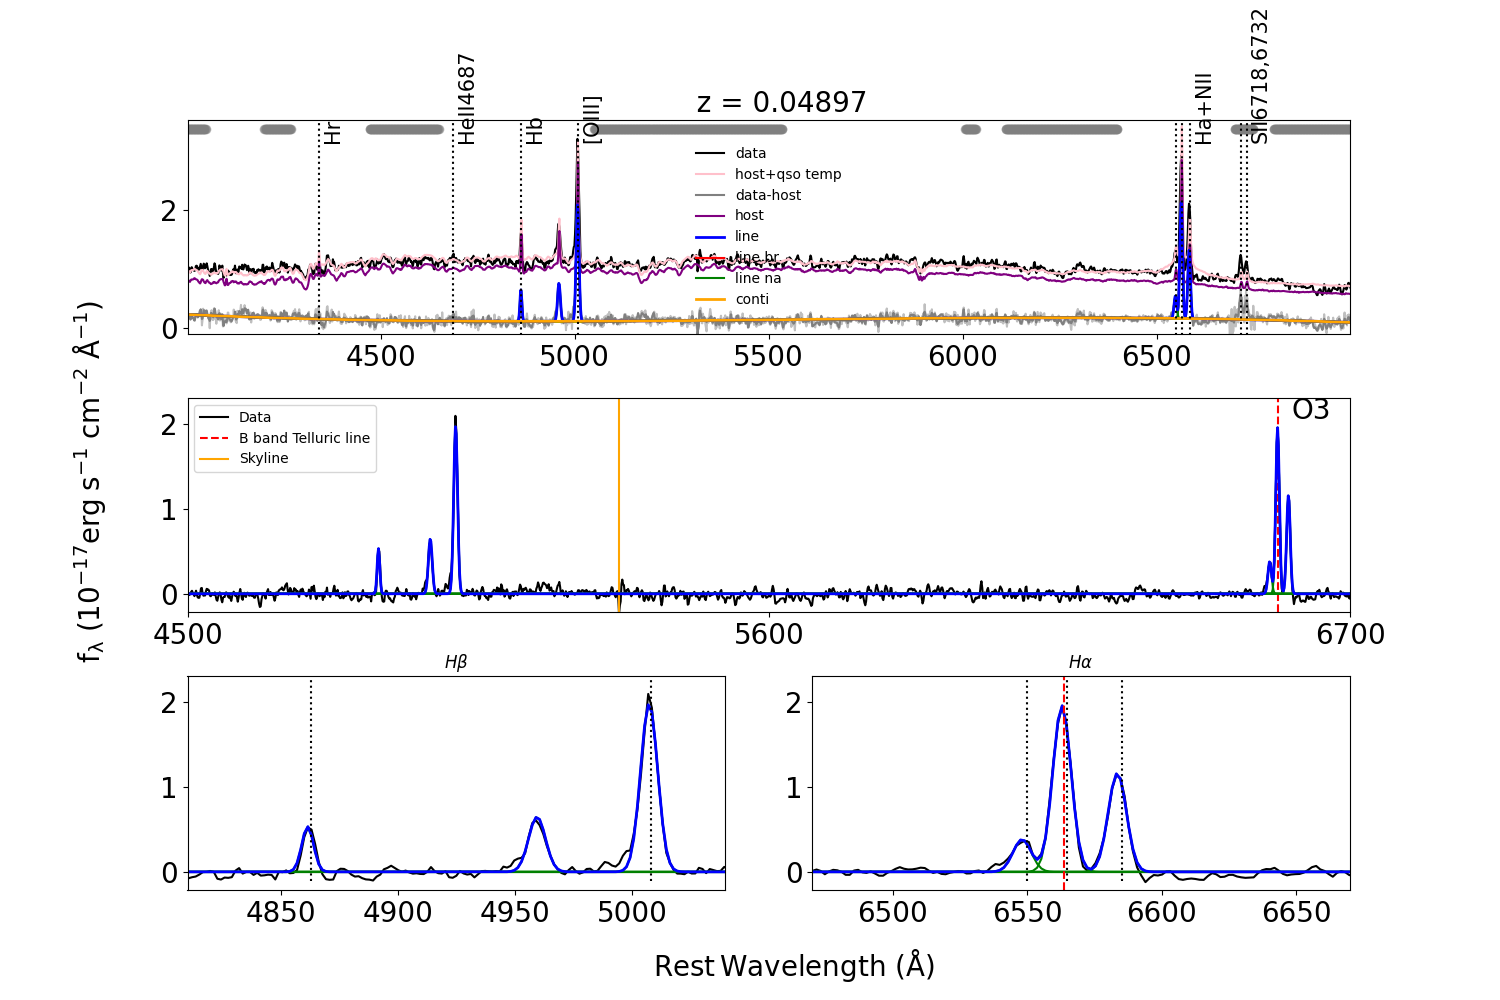 z = 0.04897
Hr
HeII4687
Hb
[OIII]
Ha+NII
SII6718,6732
data
host+qso temp
data-host
host
line
line br
line na
conti
2
0
4500 5000 5500 6000 6500
Data
B band Telluric line
Skyline
O3
2
1
0
4500 5600 6700
Hβ
2
1
0
4850 4900 4950 5000
Hα
2
1
0
6500 6550 6600 6650
fλ (10−17erg s−1 cm−2 Å−1)
Rest Wavelength (Å)